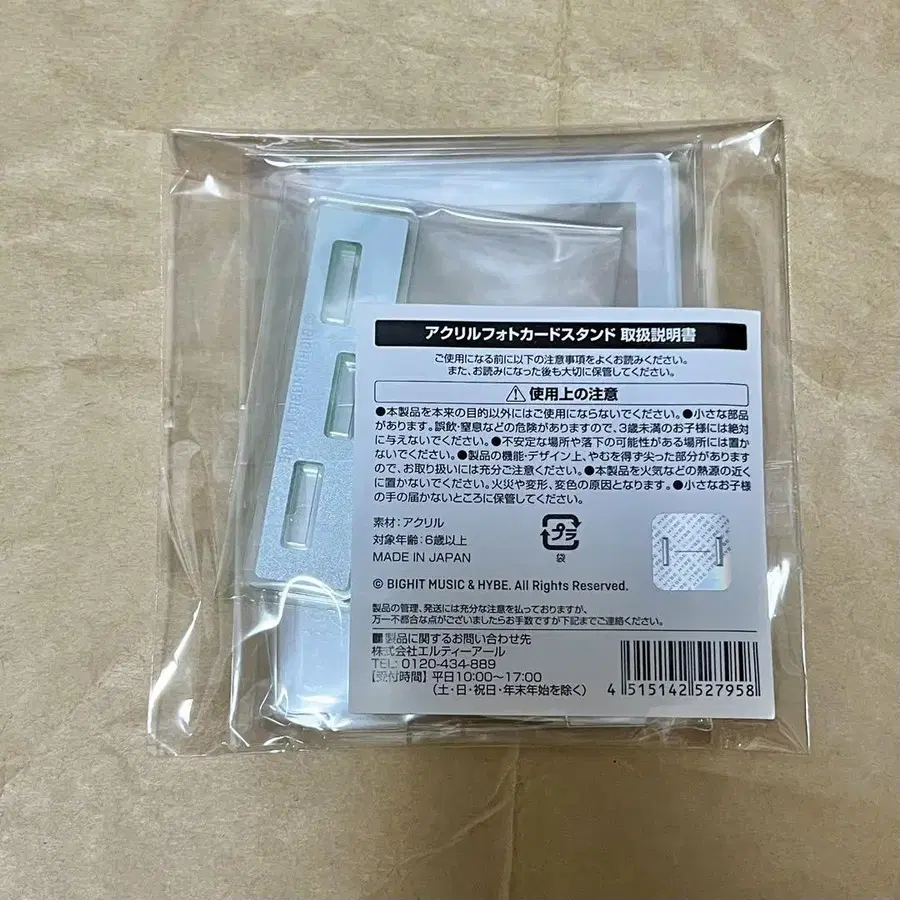 アクリルフォトカードスタンド 取扱説明書
ご使用になる前に以下の注意事項をよくお読みください。
また、お読みになった後も大切に保管してください。
使用上の注意
●本製品を本来の目的以外にはご使用にならないでください。●小さな部品
があります。誤飲・窒息などの危険がありますので、3歳未満のお子様には絶対
に与えないでください。●不安定な場所や落下の可能性がある場所には置か
ないでください。●製品の機能・デザイン上、やむを得ず尖った部分があります
ので、お取り扱いには充分ご注意ください。●本製品を火気などの熱源の近く
に置かないでください。火災や変形、変色の原因となります。●小さなお子様
の手の届かないところに保管してください。
素材：アクリル
対象年齢：6歳以上
MADE IN JAPAN
プラ
袋
© BIGHIT MUSIC & HYBE. All Rights Reserved.
製品の管理、発送には充分な注意を払っておりますが、
万一不都合な点がございましたらお手数ですが下記までご連絡ください。
■製品に関するお問い合わせ先
株式会社エルティーアール
TEL: 0120-434-889
【受付時間】平日10:00〜17:00
（土・日・祝日・年末年始を除く）
4 515142 527958
© BIGHIT MUSIC